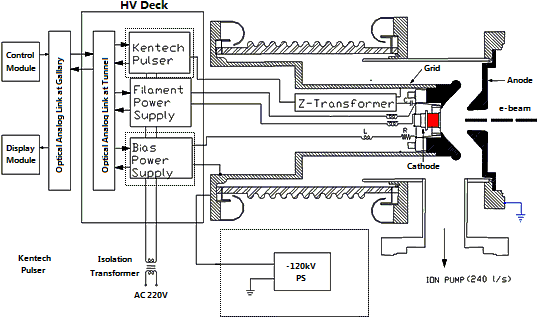 HV Deck
Control
Module
Display
Module
Optical Analog Link at Gallary
Optical Analog Link at Tunnel
Kentech
Pulser
Filament
Power
Supply
Bias
Power
Supply
Z-Transformer
C
L
R
Grid
Cathode
Anode
e-beam
Kentech
Pulser
Isolation
Transformer
AC 220V
-120kV
PS
ION PUMP (240 l/s)